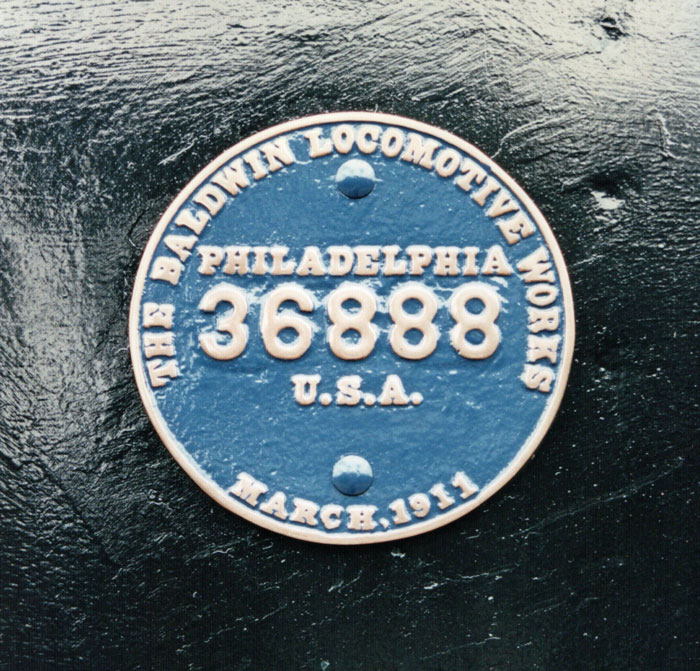 THE BALDWIN LOCOMOTIVE WORKS
PHILADELPHIA
36888
U.S.A.
MARCH, 1911